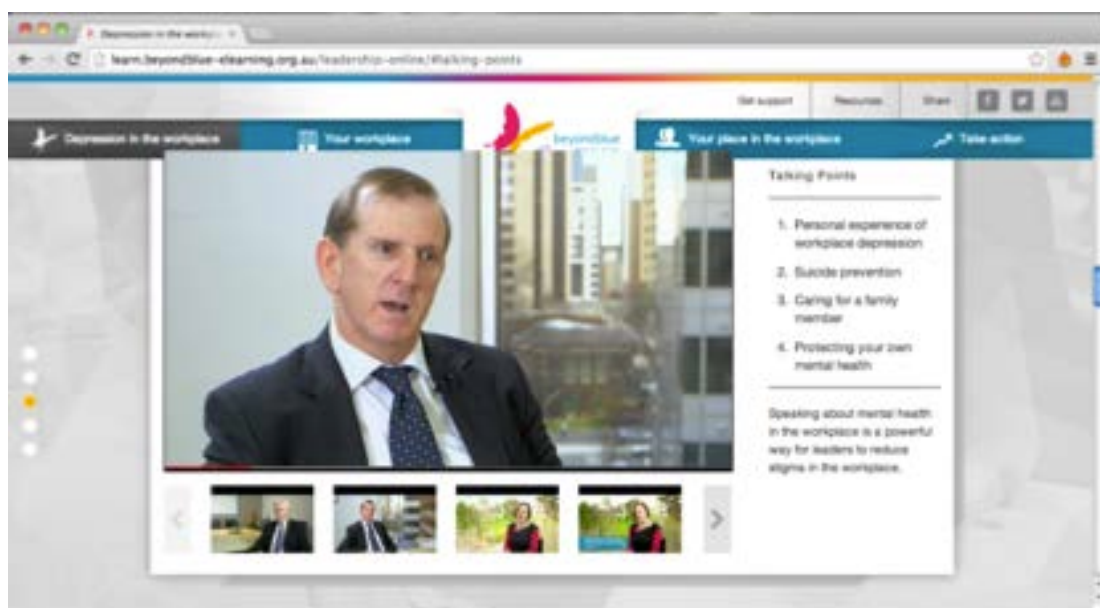 Depression in the workpl
learn.beyondblue-elearning.org.au/leadership-online/#talking-points
Get support Resources Share
Depression in the workplace Your workplace beyondblue Your place in the workplace Take action
Talking Points
1. Personal experience of
workplace depression
2. Suicide prevention
3. Caring for a family
member
4. Protecting your own
mental health
Speaking about mental health
in the workplace is a powerful
way for leaders to reduce
stigma in the workplace.